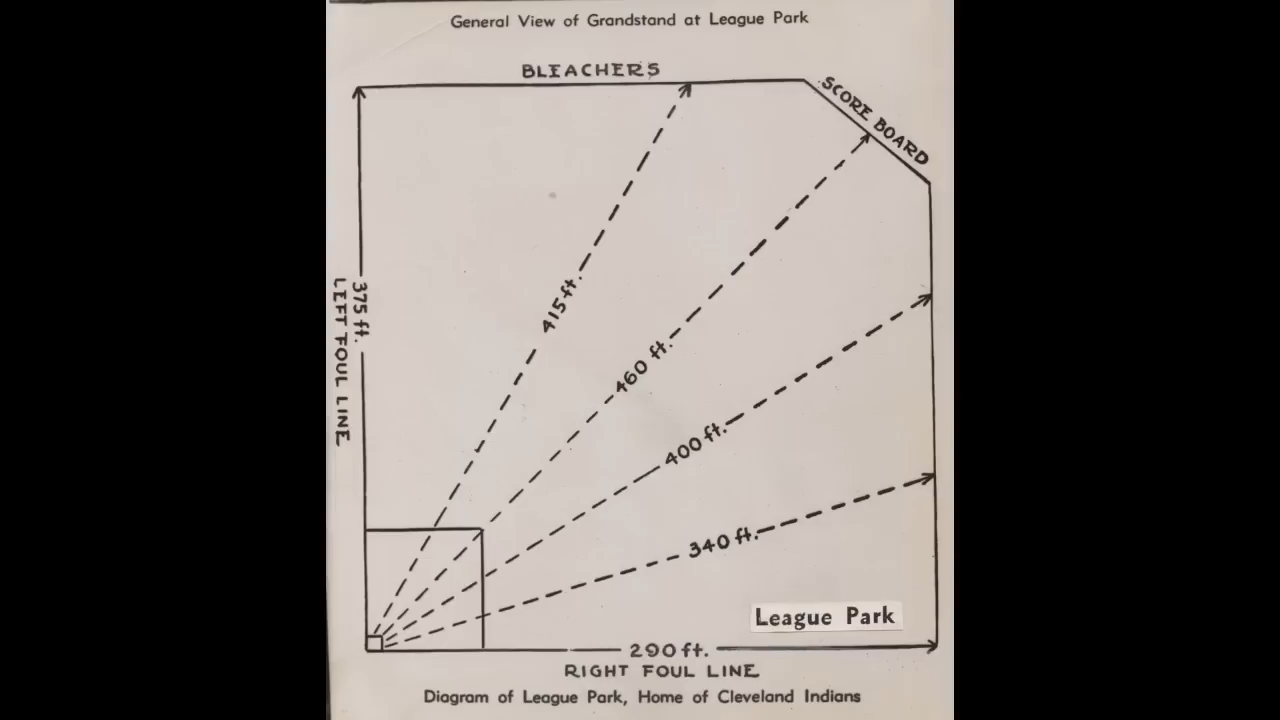 General View of Grandstand at League Park
BLEACHERS
SCORE BOARD
375 ft.
LEFT FOUL LINE
415 ft.
460 ft.
400 ft.
340 ft.
League Park
290 ft.
RIGHT FOUL LINE
Diagram of League Park, Home of Cleveland Indians